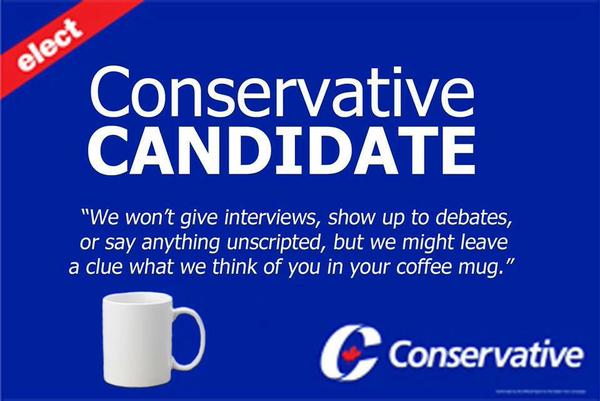 elect
Conservative
CANDIDATE
“We won’t give interviews, show up to debates,
or say anything unscripted, but we might leave
a clue what we think of you in your coffee mug.”
Conservative